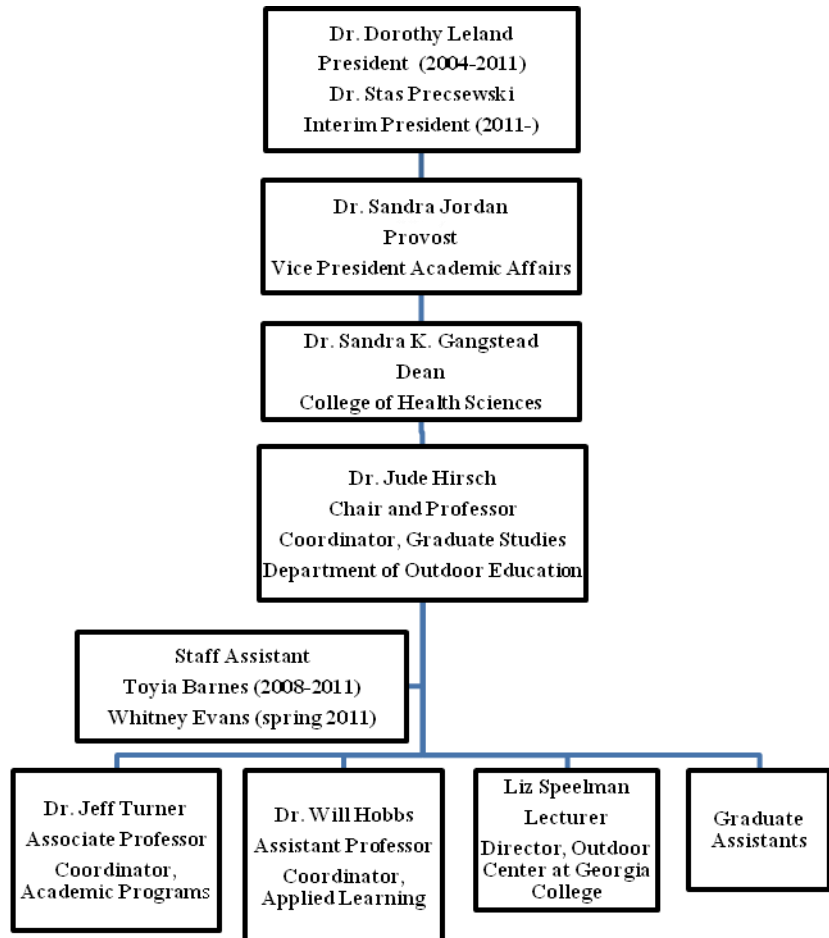 Dr. Dorothy Leland
President (2004-2011)
Dr. Stas Precsewski
Interim President (2011-)
Dr. Sandra Jordan
Provost
Vice President Academic Affairs
Dr. Sandra K. Gangstead
Dean
College of Health Sciences
Dr. Jude Hirsch
Chair and Professor
Coordinator, Graduate Studies
Department of Outdoor Education
Staff Assistant
Toyia Barnes (2008-2011)
Whitney Evans (spring 2011)
Dr. Jeff Turner
Associate Professor
Coordinator,
Academic Programs
Dr. Will Hobbs
Assistant Professor
Coordinator,
Applied Learning
Liz Speelman
Lecturer
Director, Outdoor
Center at Georgia
College
Graduate
Assistants